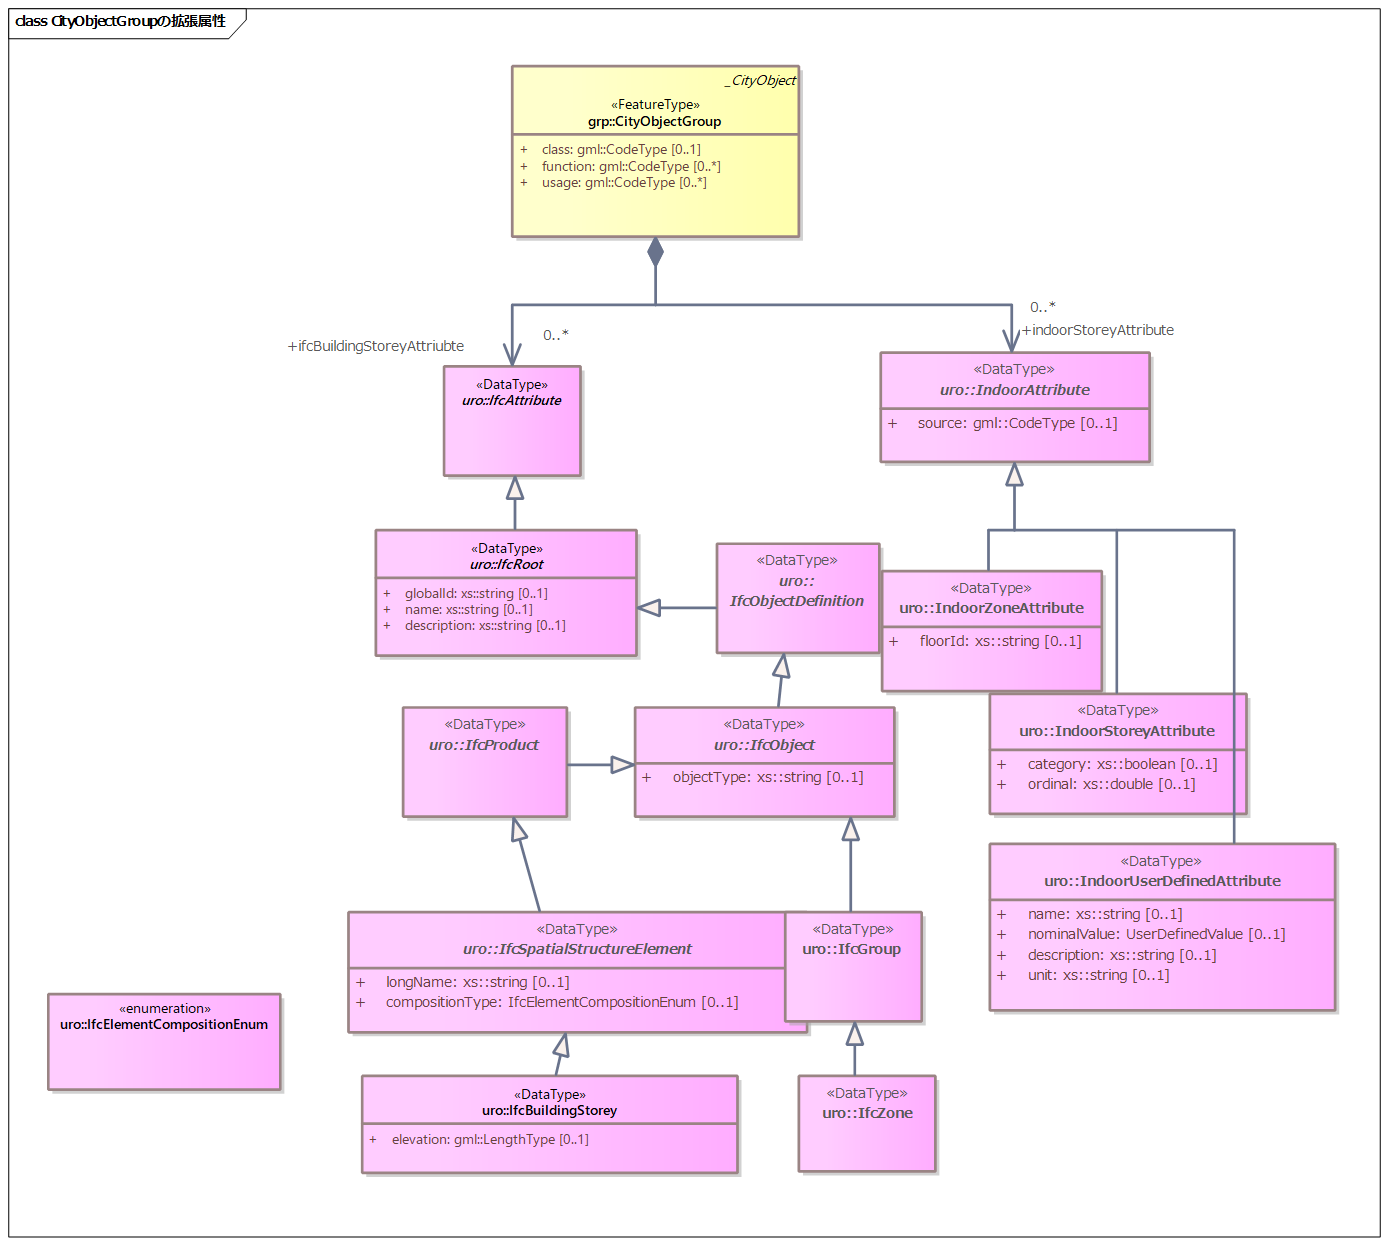 class CityObjectGroupの拡張属性
_CityObject
«FeatureType»
grp::CityObjectGroup
+ class: gml::CodeType [0..1]
+ function: gml::CodeType [0..*]
+ usage: gml::CodeType [0..*]
0..*
+indoorStoreyAttribute
0..*
+ifcBuildingStoreyAttriubte
«DataType»
uro::IfcAttribute
«DataType»
uro::IndoorAttribute
+ source: gml::CodeType [0..1]
«DataType»
uro::IfcRoot
+ globalId: xs::string [0..1]
+ name: xs::string [0..1]
+ description: xs::string [0..1]
«DataType»
uro::
IfcObjectDefinition
«DataType»
uro::IndoorZoneAttribute
+ floorId: xs::string [0..1]
«DataType»
uro::IfcProduct
«DataType»
uro::IfcObject
+ objectType: xs::string [0..1]
«DataType»
uro::IndoorStoreyAttribute
+ category: xs::boolean [0..1]
+ ordinal: xs::double [0..1]
«DataType»
uro::IndoorUserDefinedAttribute
+ name: xs::string [0..1]
+ nominalValue: UserDefinedValue [0..1]
+ description: xs::string [0..1]
+ unit: xs::string [0..1]
«DataType»
uro::IfcSpatialStructureElement
+ longName: xs::string [0..1]
+ compositionType: IfcElementCompositionEnum [0..1]
«DataType»
uro::IfcGroup
«enumeration»
uro::IfcElementCompositionEnum
«DataType»
uro::IfcBuildingStorey
+ elevation: gml::LengthType [0..1]
«DataType»
uro::IfcZone